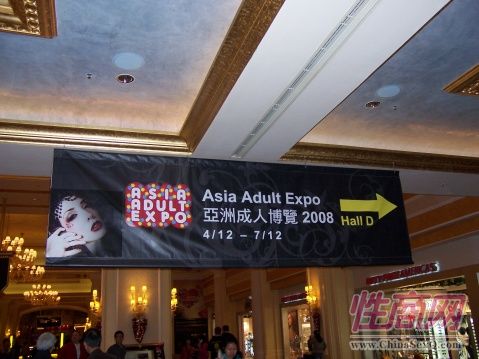 ASIA
ADULT
EXPO
Asia Adult Expo
亞洲成人博覽 2008
4/12 – 7/12
Hall D
性商网
www.ChinaSexQ.com